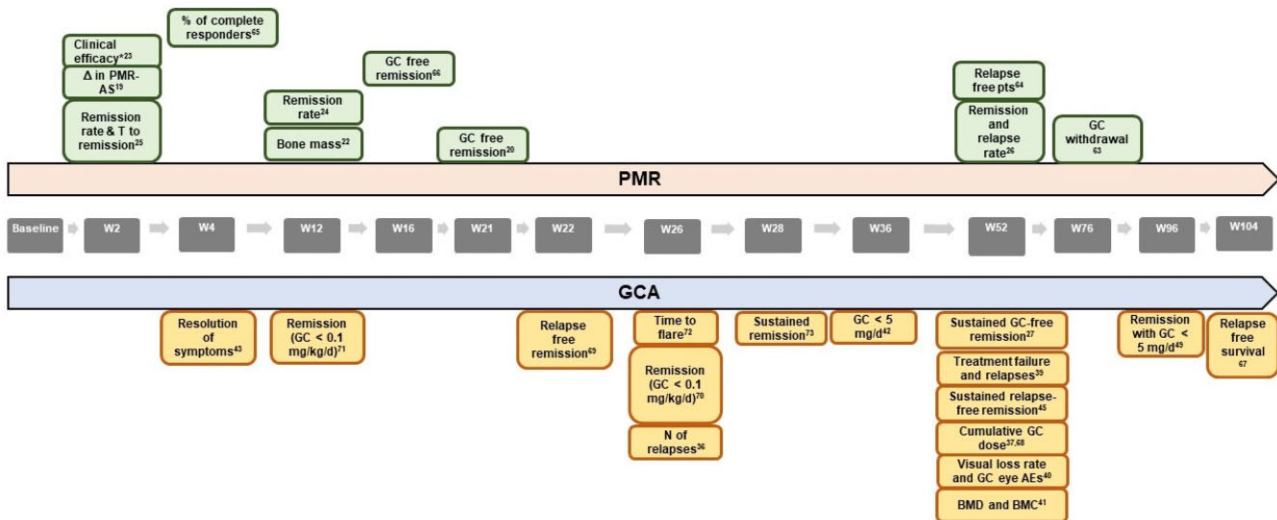 % of complete
responders⁶⁵
Clinical
efficacy*²³
Δ in PMR-
AS¹⁹
Remission
rate & T to
remission²⁵
Remission
rate²⁴
Bone mass²²
GC free
remission⁶⁶
GC free
remission²⁰
Relapse
free pts⁶⁴
Remission
and
relapse
rate²⁶
GC
withdrawal
⁶³
PMR
Baseline W2 W4 W12 W16 W21 W22 W26 W28 W36 W52 W76 W96 W104
GCA
Resolution
of
symptoms⁴³
Remission
(GC < 0.1
mg/kg/d)⁷¹
Relapse
free
remission⁶⁹
Time to
flare⁷²
Remission
(GC < 0.1
mg/kg/d)⁷⁰
N of
relapses³⁶
Sustained
remission⁷³
GC < 5
mg/d⁴²
Sustained GC-free
remission²⁷
Treatment failure
and relapses³⁹
Sustained relapse-
free remission⁴⁵
Cumulative GC
dose³⁷,⁶⁸
Visual loss rate
and GC eye AEs⁴⁰
BMD and BMC⁴¹
Remission
with GC <
5 mg/d⁴⁹
Relapse
free
survival
⁶⁷